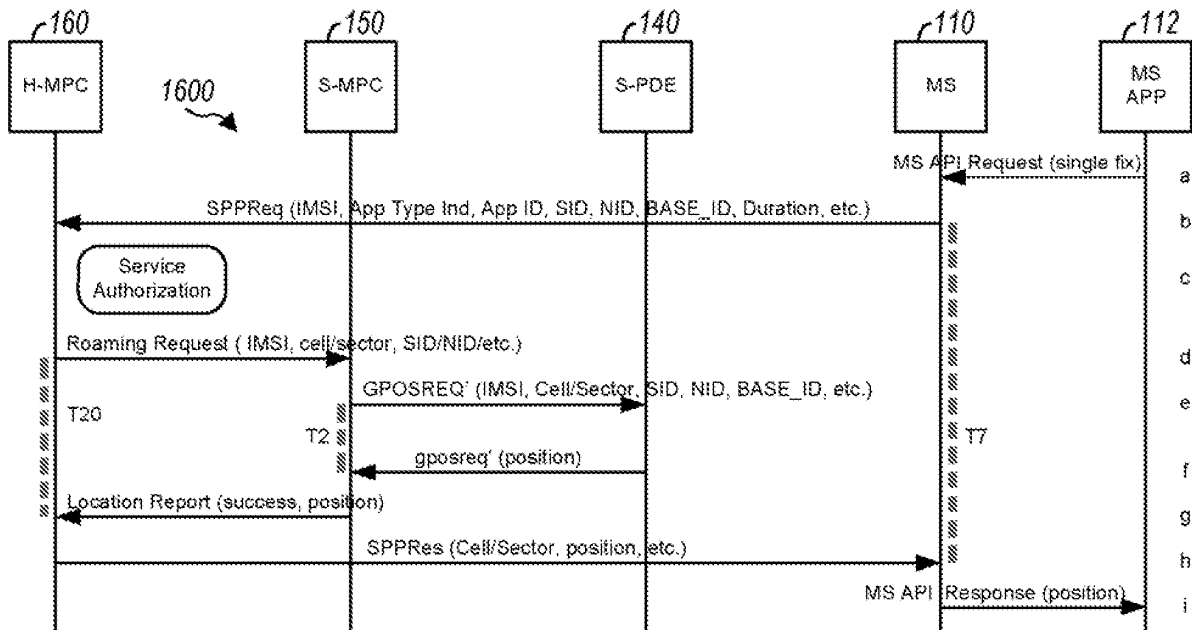 160 150 140 110 112
H-MPC S-MPC S-PDE MS MS
APP
1600
MS API Request (single fix) a
SPPReq (IMSI, App Type Ind, App ID, SID, NID, BASE_ID, Duration, etc.) b
Service
Authorization
c
Roaming Request ( IMSI, cell/sector, SID/NID/etc.) d
GPOSREQ' (IMSI, Cell/Sector, SID, NID, BASE_ID, etc.) e
T20 T2 T7
gposreq' (position) f
Location Report (success, position) g
SPPRes (Cell/Sector, position, etc.) h
MS API Response (position) i